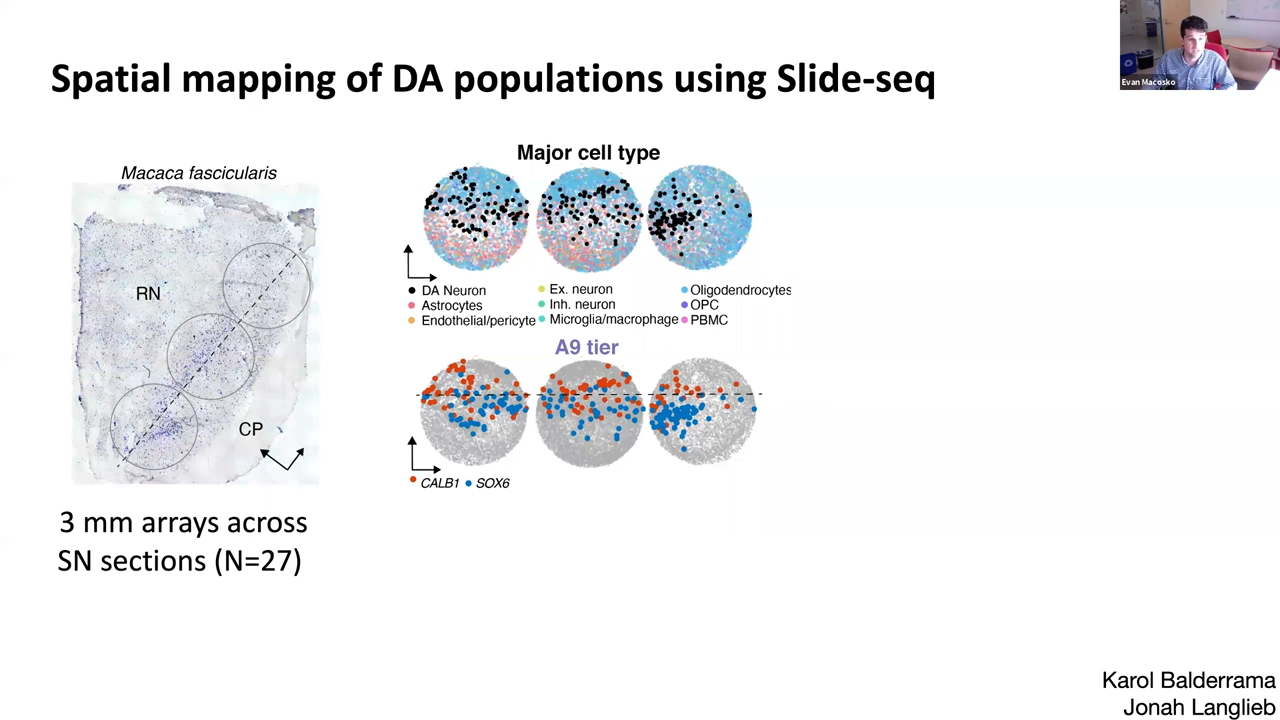 Evan Macosko
Spatial mapping of DA populations using Slide-seq
Macaca fascicularis
RN
CP
3 mm arrays across
SN sections (N=27)
Major cell type
DA Neuron
Astrocytes
Endothelial/pericyte
Ex. neuron
Inh. neuron
Microglia/macrophage
Oligodendrocytes
OPC
PBMC
A9 tier
CALB1 SOX6
Karol Balderrama
Jonah Langlieb